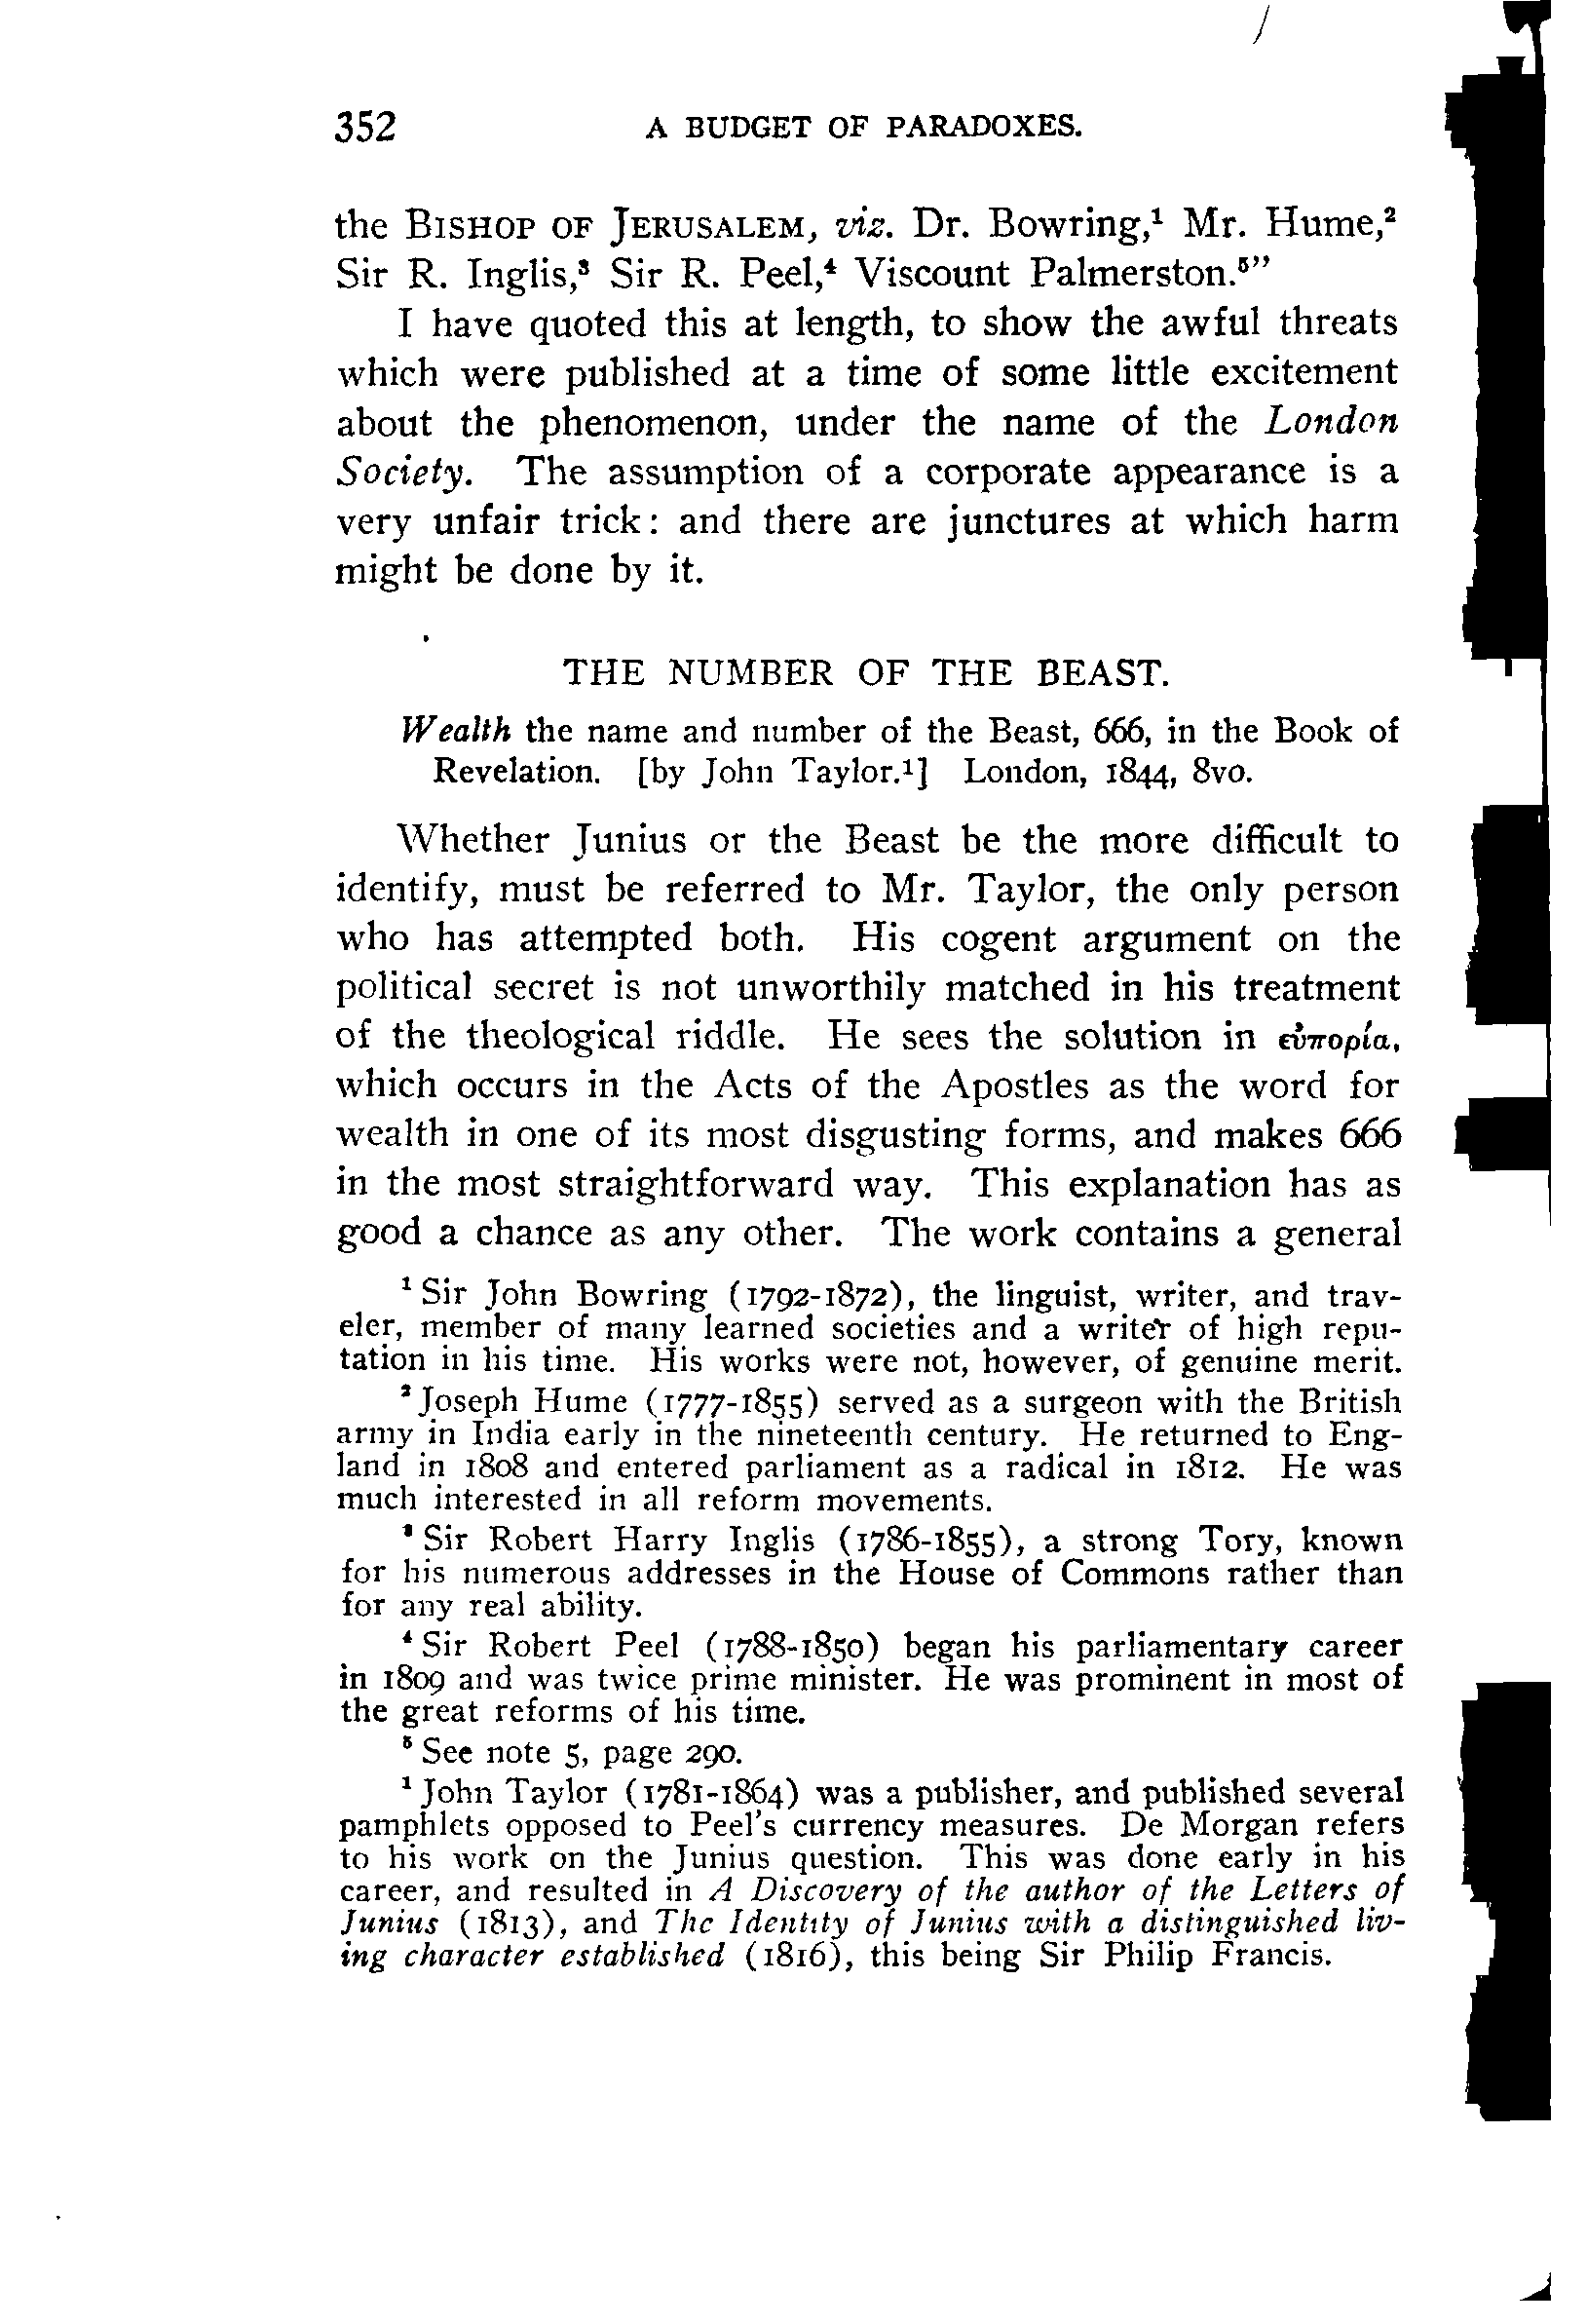 352 A BUDGET OF PARADOXES.
the BISHOP OF JERUSALEM, viz. Dr. Bowring,¹ Mr. Hume,²
Sir R. Inglis,³ Sir R. Peel,⁴ Viscount Palmerston.⁵”
I have quoted this at length, to show the awful threats
which were published at a time of some little excitement
about the phenomenon, under the name of the London
Society. The assumption of a corporate appearance is a
very unfair trick: and there are junctures at which harm
might be done by it.
THE NUMBER OF THE BEAST.
Wealth the name and number of the Beast, 666, in the Book of
Revelation. [by John Taylor.¹] London, 1844, 8vo.
Whether Junius or the Beast be the more difficult to
identify, must be referred to Mr. Taylor, the only person
who has attempted both. His cogent argument on the
political secret is not unworthily matched in his treatment
of the theological riddle. He sees the solution in εὐπορία,
which occurs in the Acts of the Apostles as the word for
wealth in one of its most disgusting forms, and makes 666
in the most straightforward way. This explanation has as
good a chance as any other. The work contains a general
¹ Sir John Bowring (1792-1872), the linguist, writer, and trav-
eler, member of many learned societies and a writer of high repu-
tation in his time. His works were not, however, of genuine merit.
² Joseph Hume (1777-1855) served as a surgeon with the British
army in India early in the nineteenth century. He returned to Eng-
land in 1808 and entered parliament as a radical in 1812. He was
much interested in all reform movements.
³ Sir Robert Harry Inglis (1786-1855), a strong Tory, known
for his numerous addresses in the House of Commons rather than
for any real ability.
⁴ Sir Robert Peel (1788-1850) began his parliamentary career
in 1809 and was twice prime minister. He was prominent in most of
the great reforms of his time.
⁵ See note 5, page 290.
¹ John Taylor (1781-1864) was a publisher, and published several
pamphlets opposed to Peel's currency measures. De Morgan refers
to his work on the Junius question. This was done early in his
career, and resulted in A Discovery of the author of the Letters of
Junius (1813), and The Identity of Junius with a distinguished liv-
ing character established (1816), this being Sir Philip Francis.